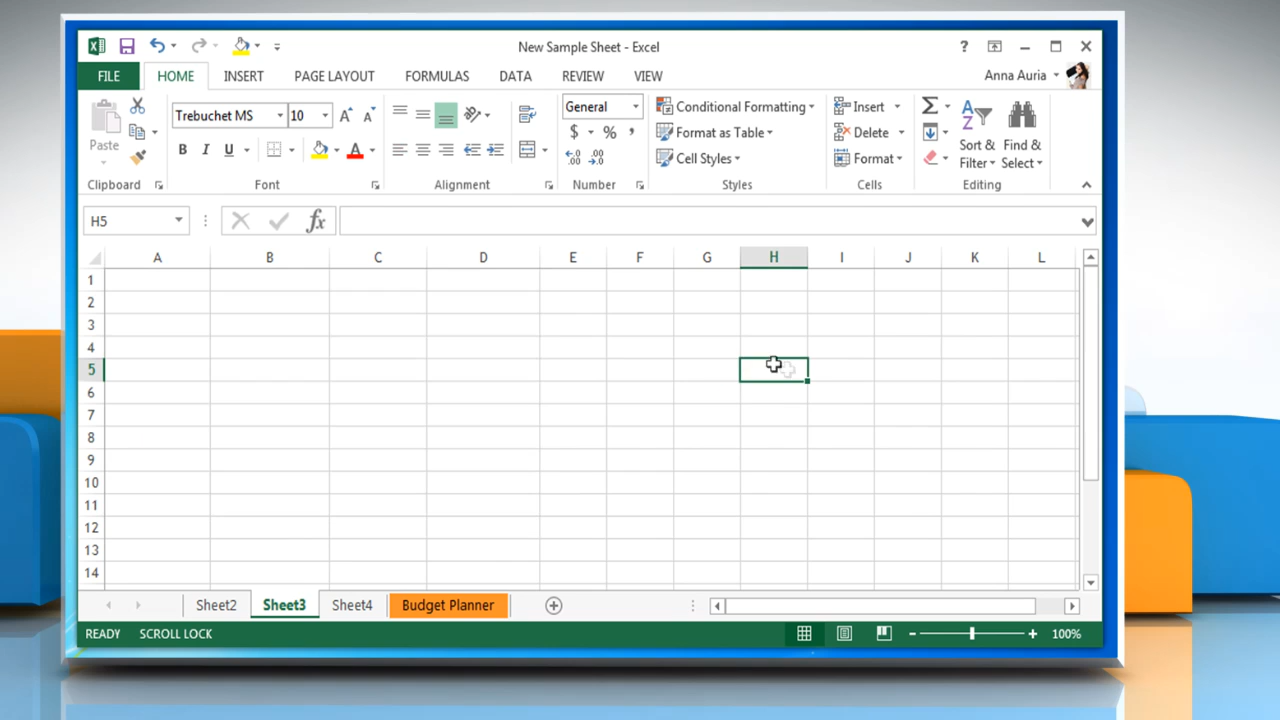 New Sample Sheet - Excel
?
FILE HOME INSERT PAGE LAYOUT FORMULAS DATA REVIEW VIEW Anna Auria
Paste
Trebuchet MS 10
General
Conditional Formatting
Insert
B I U A
$ % ,
Format as Table
Delete
Cell Styles
Format
Sort & Filter
Find & Select
Clipboard Font Alignment Number Styles Cells Editing
H5 fx
A B C D E F G H I J K L
1
2
3
4
5
6
7
8
9
10
11
12
13
14
Sheet2 Sheet3 Sheet4 Budget Planner
READY SCROLL LOCK 100%